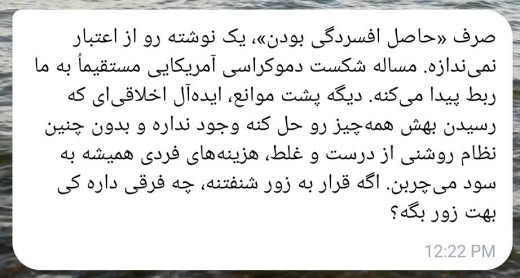 صرف «حاصل افسردگی بودن»، یک نوشته رو از اعتبار
نمی‌ندازه. مساله شکست دموکراسی آمریکایی مستقیماً به ما
ربط پیدا می‌کنه. دیگه پشت موانع، ایده‌آل اخلاقی‌ای که
رسیدن بهش همه‌چیز رو حل کنه وجود نداره و بدون چنین
نظام روشنی از درست و غلط، هزینه‌های فردی همیشه به
سود می‌چربن. اگه قرار به زور شنفتنه، چه فرقی داره کی
بهت زور بگه؟
12:22 PM